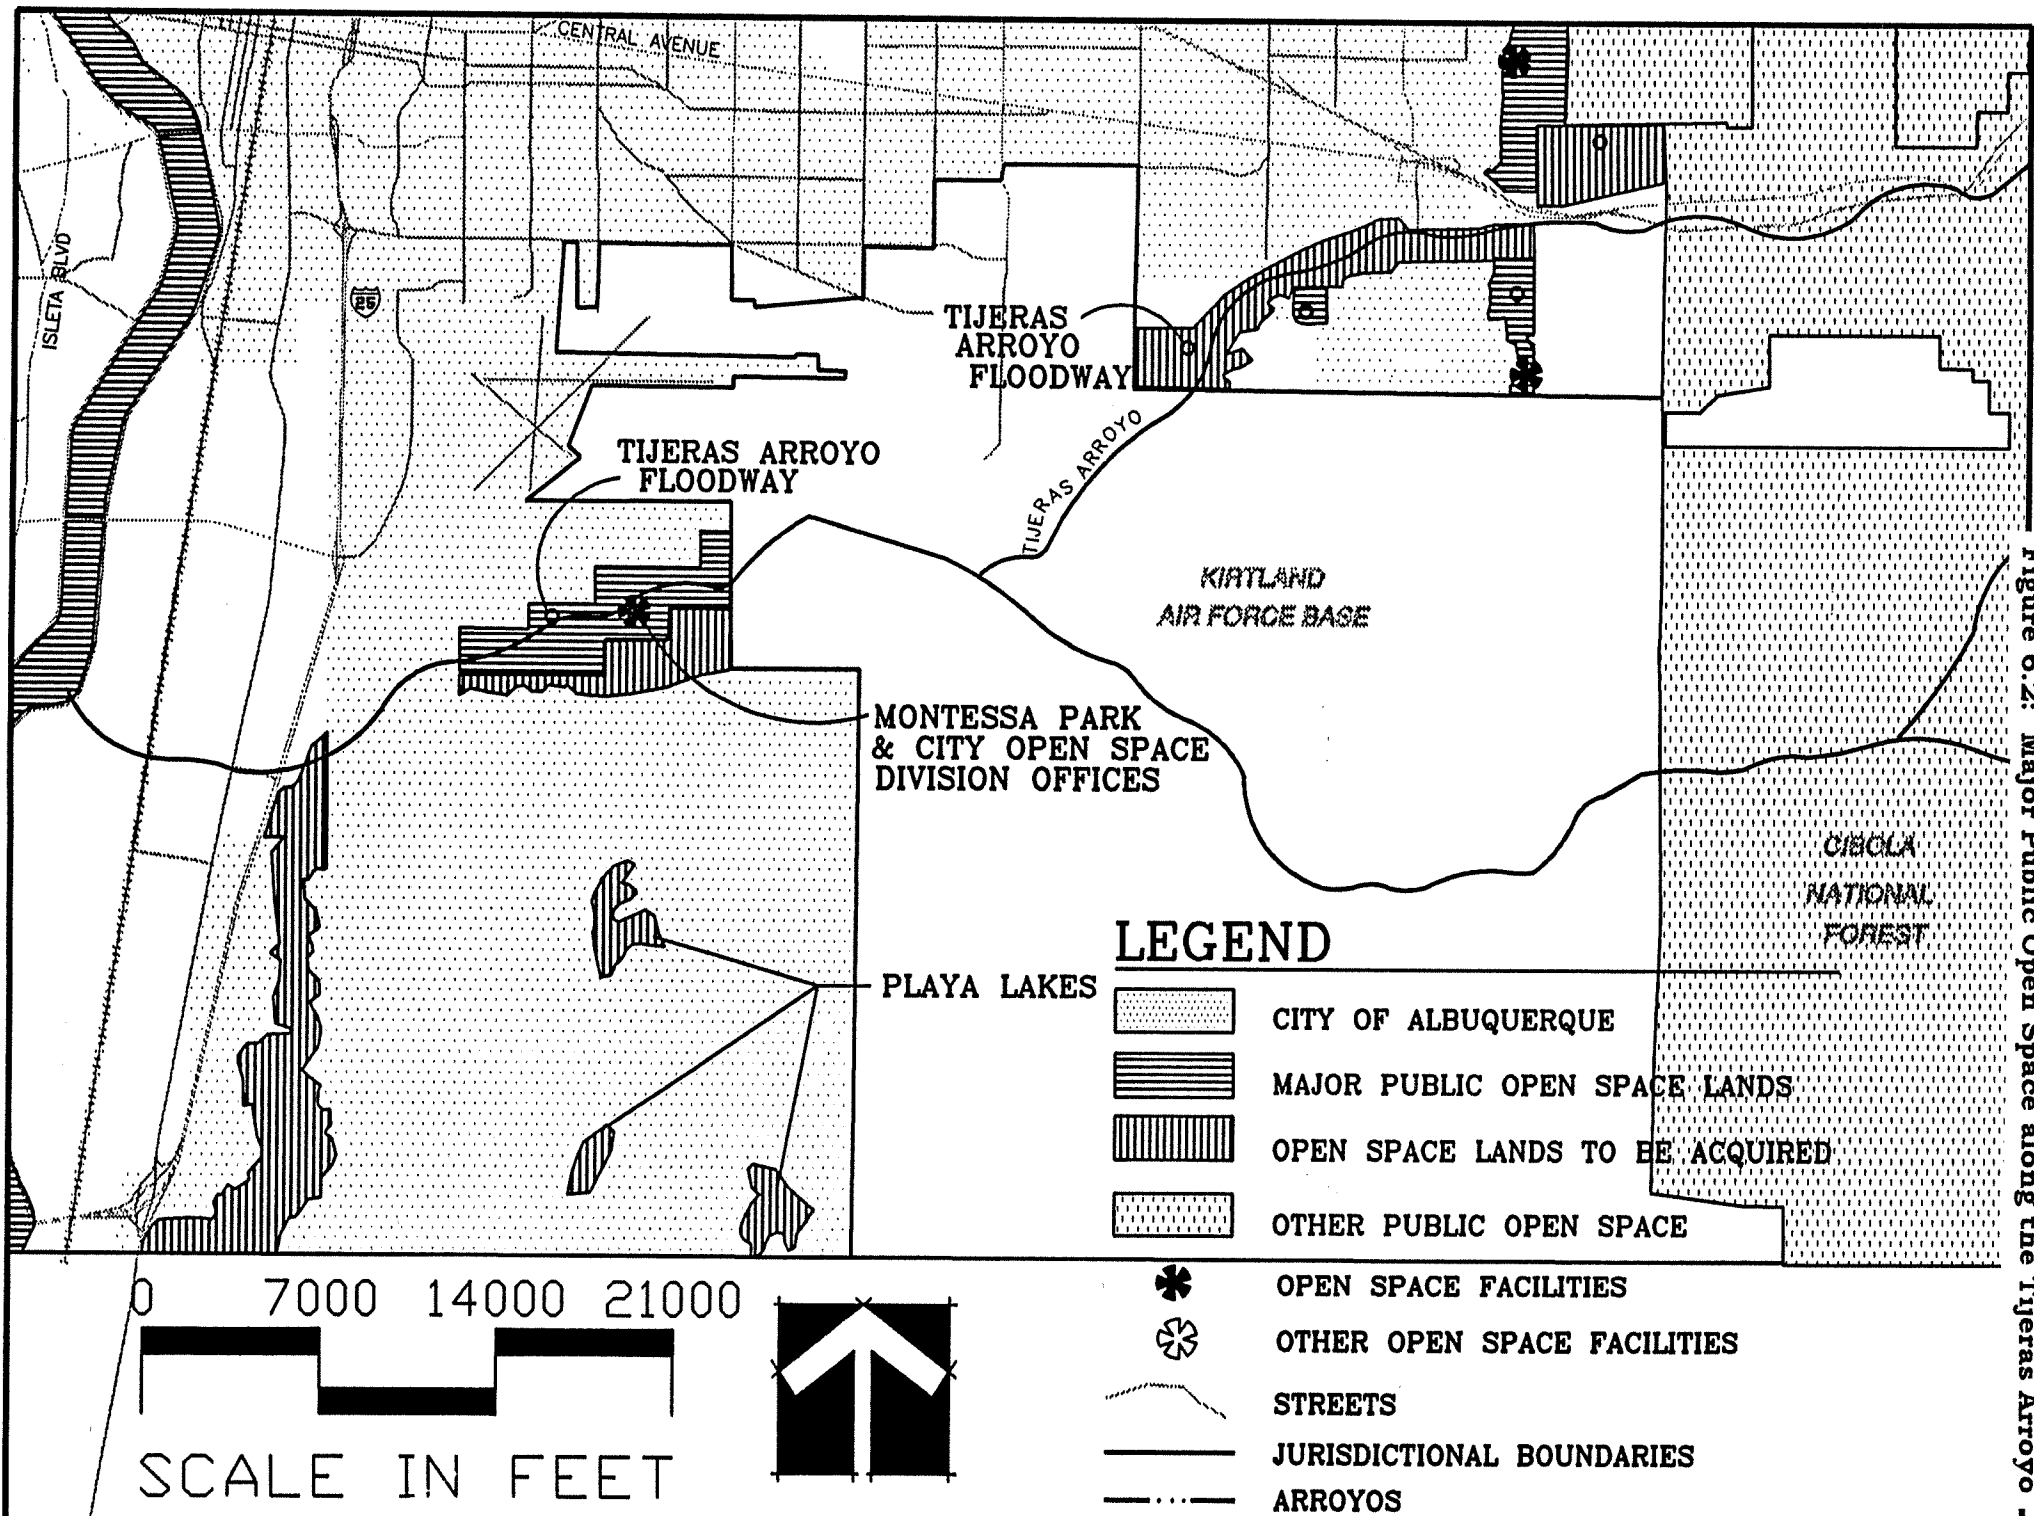 CENTRAL AVENUE
ISLETA BLVD
25
TIJERAS
ARROYO
FLOODWAY
TIJERAS ARROYO
FLOODWAY
TIJERAS ARROYO
KIRTLAND
AIR FORCE BASE
MONTESSA PARK
& CITY OPEN SPACE
DIVISION OFFICES
CIBOLA
NATIONAL
FOREST
PLAYA LAKES
LEGEND
CITY OF ALBUQUERQUE
MAJOR PUBLIC OPEN SPACE LANDS
OPEN SPACE LANDS TO BE ACQUIRED
OTHER PUBLIC OPEN SPACE
OPEN SPACE FACILITIES
OTHER OPEN SPACE FACILITIES
STREETS
JURISDICTIONAL BOUNDARIES
ARROYOS
0 7000 14000 21000
SCALE IN FEET
Figure 6.2: Major Public Open Space along the Tijeras Arroyo